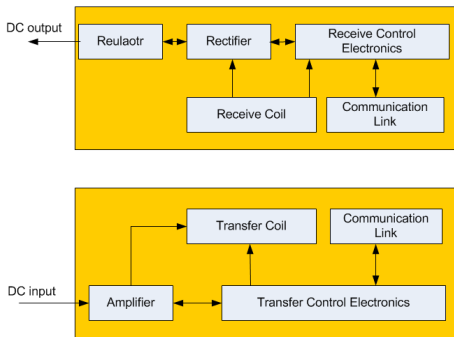 DC output
Reulaotr
Rectifier
Receive Control
Electronics
Receive Coil
Communication
Link
Transfer Coil
Communication
Link
DC input
Amplifier
Transfer Control Electronics